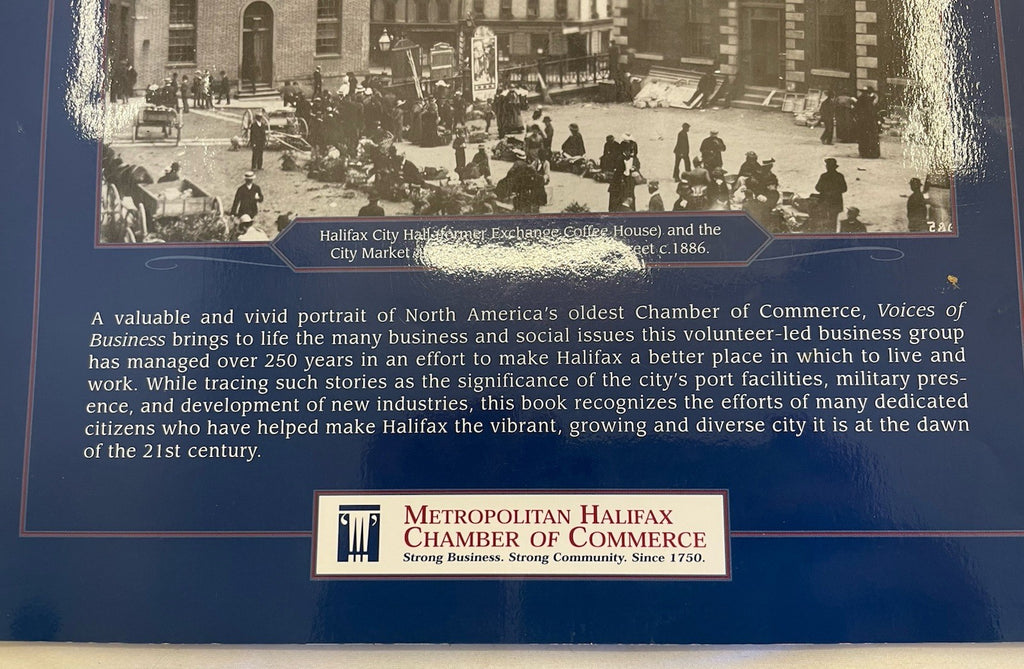 Halifax City Hall (former Exchange Coffee House) and the
City Market c.1886.
A valuable and vivid portrait of North America's oldest Chamber of Commerce, Voices of
Business brings to life the many business and social issues this volunteer-led business group
has managed over 250 years in an effort to make Halifax a better place in which to live and
work. While tracing such stories as the significance of the city's port facilities, military pres-
ence, and development of new industries, this book recognizes the efforts of many dedicated
citizens who have helped make Halifax the vibrant, growing and diverse city it is at the dawn
of the 21st century.
METROPOLITAN HALIFAX
CHAMBER OF COMMERCE
Strong Business. Strong Community. Since 1750.